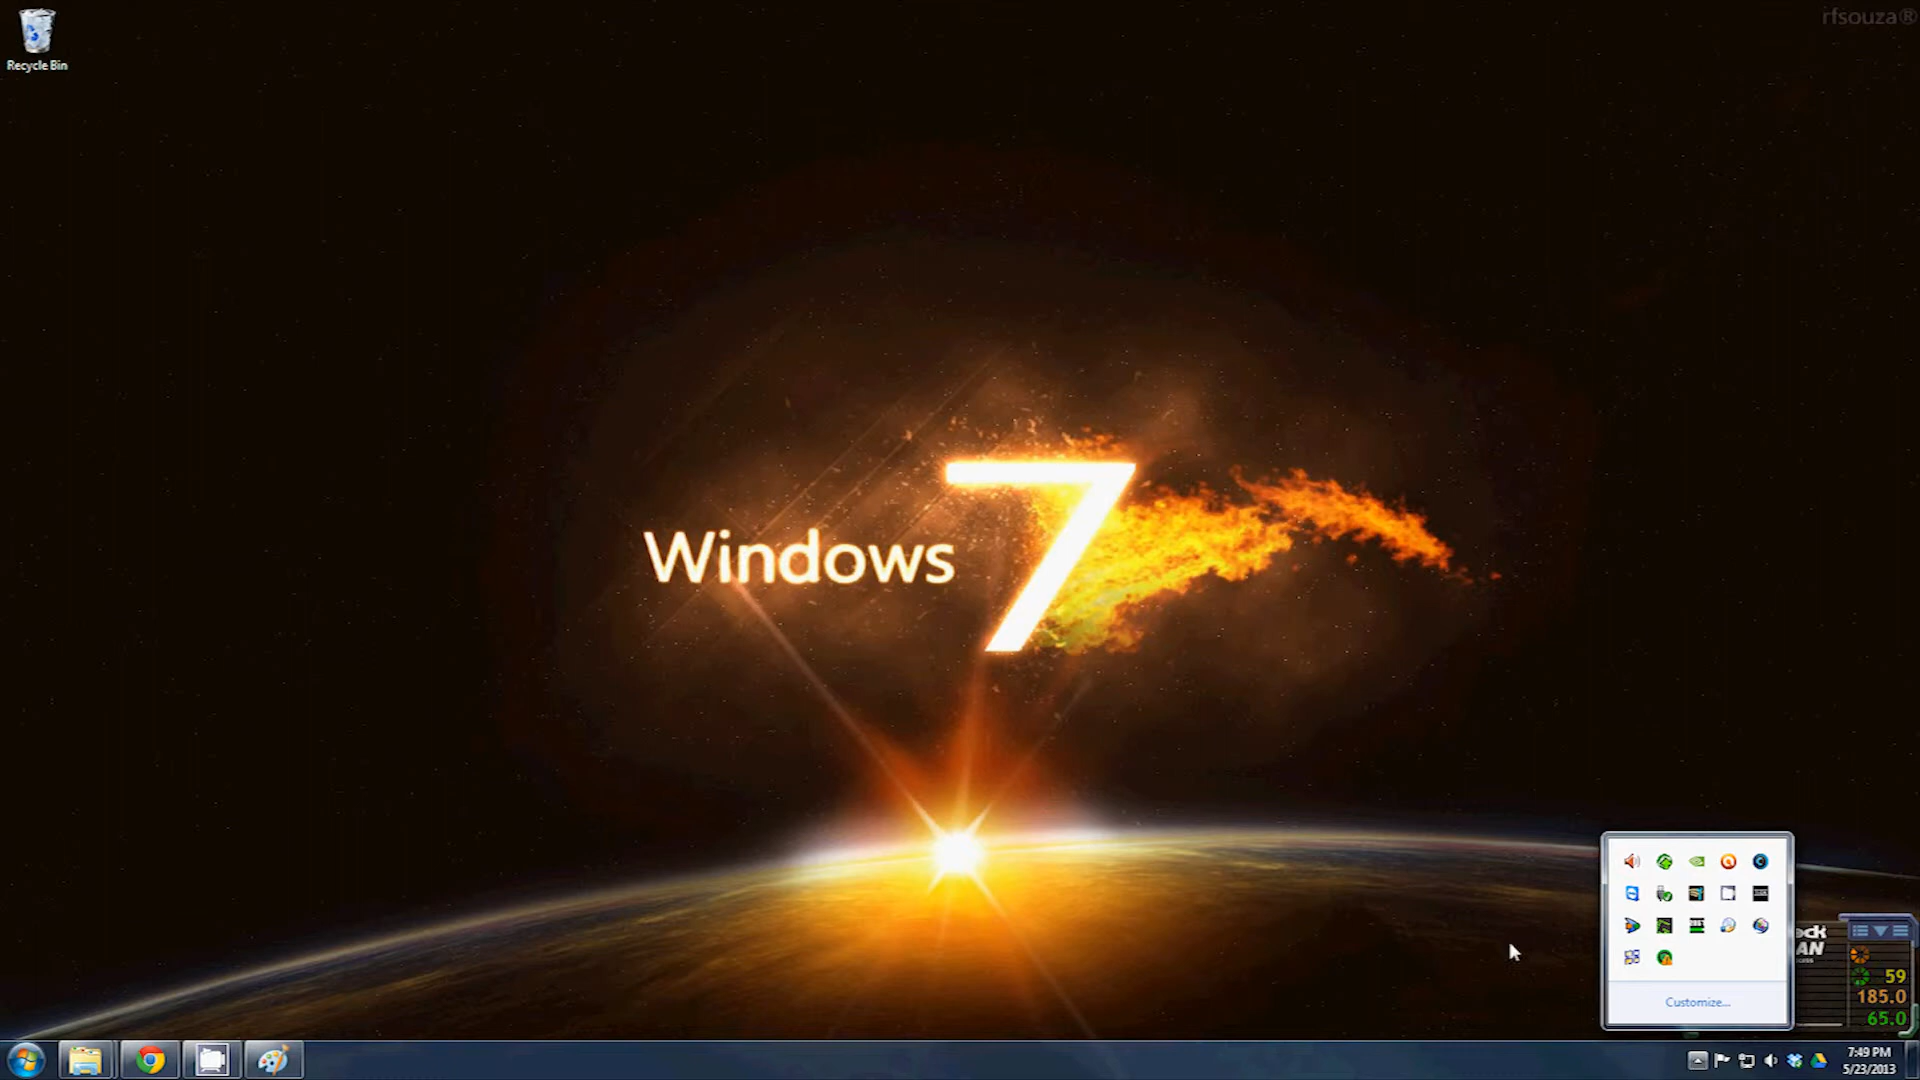 rfsouza®
Recycle Bin
Windows 7
Customize...
59
185.0
65.0
7:49 PM
5/23/2013